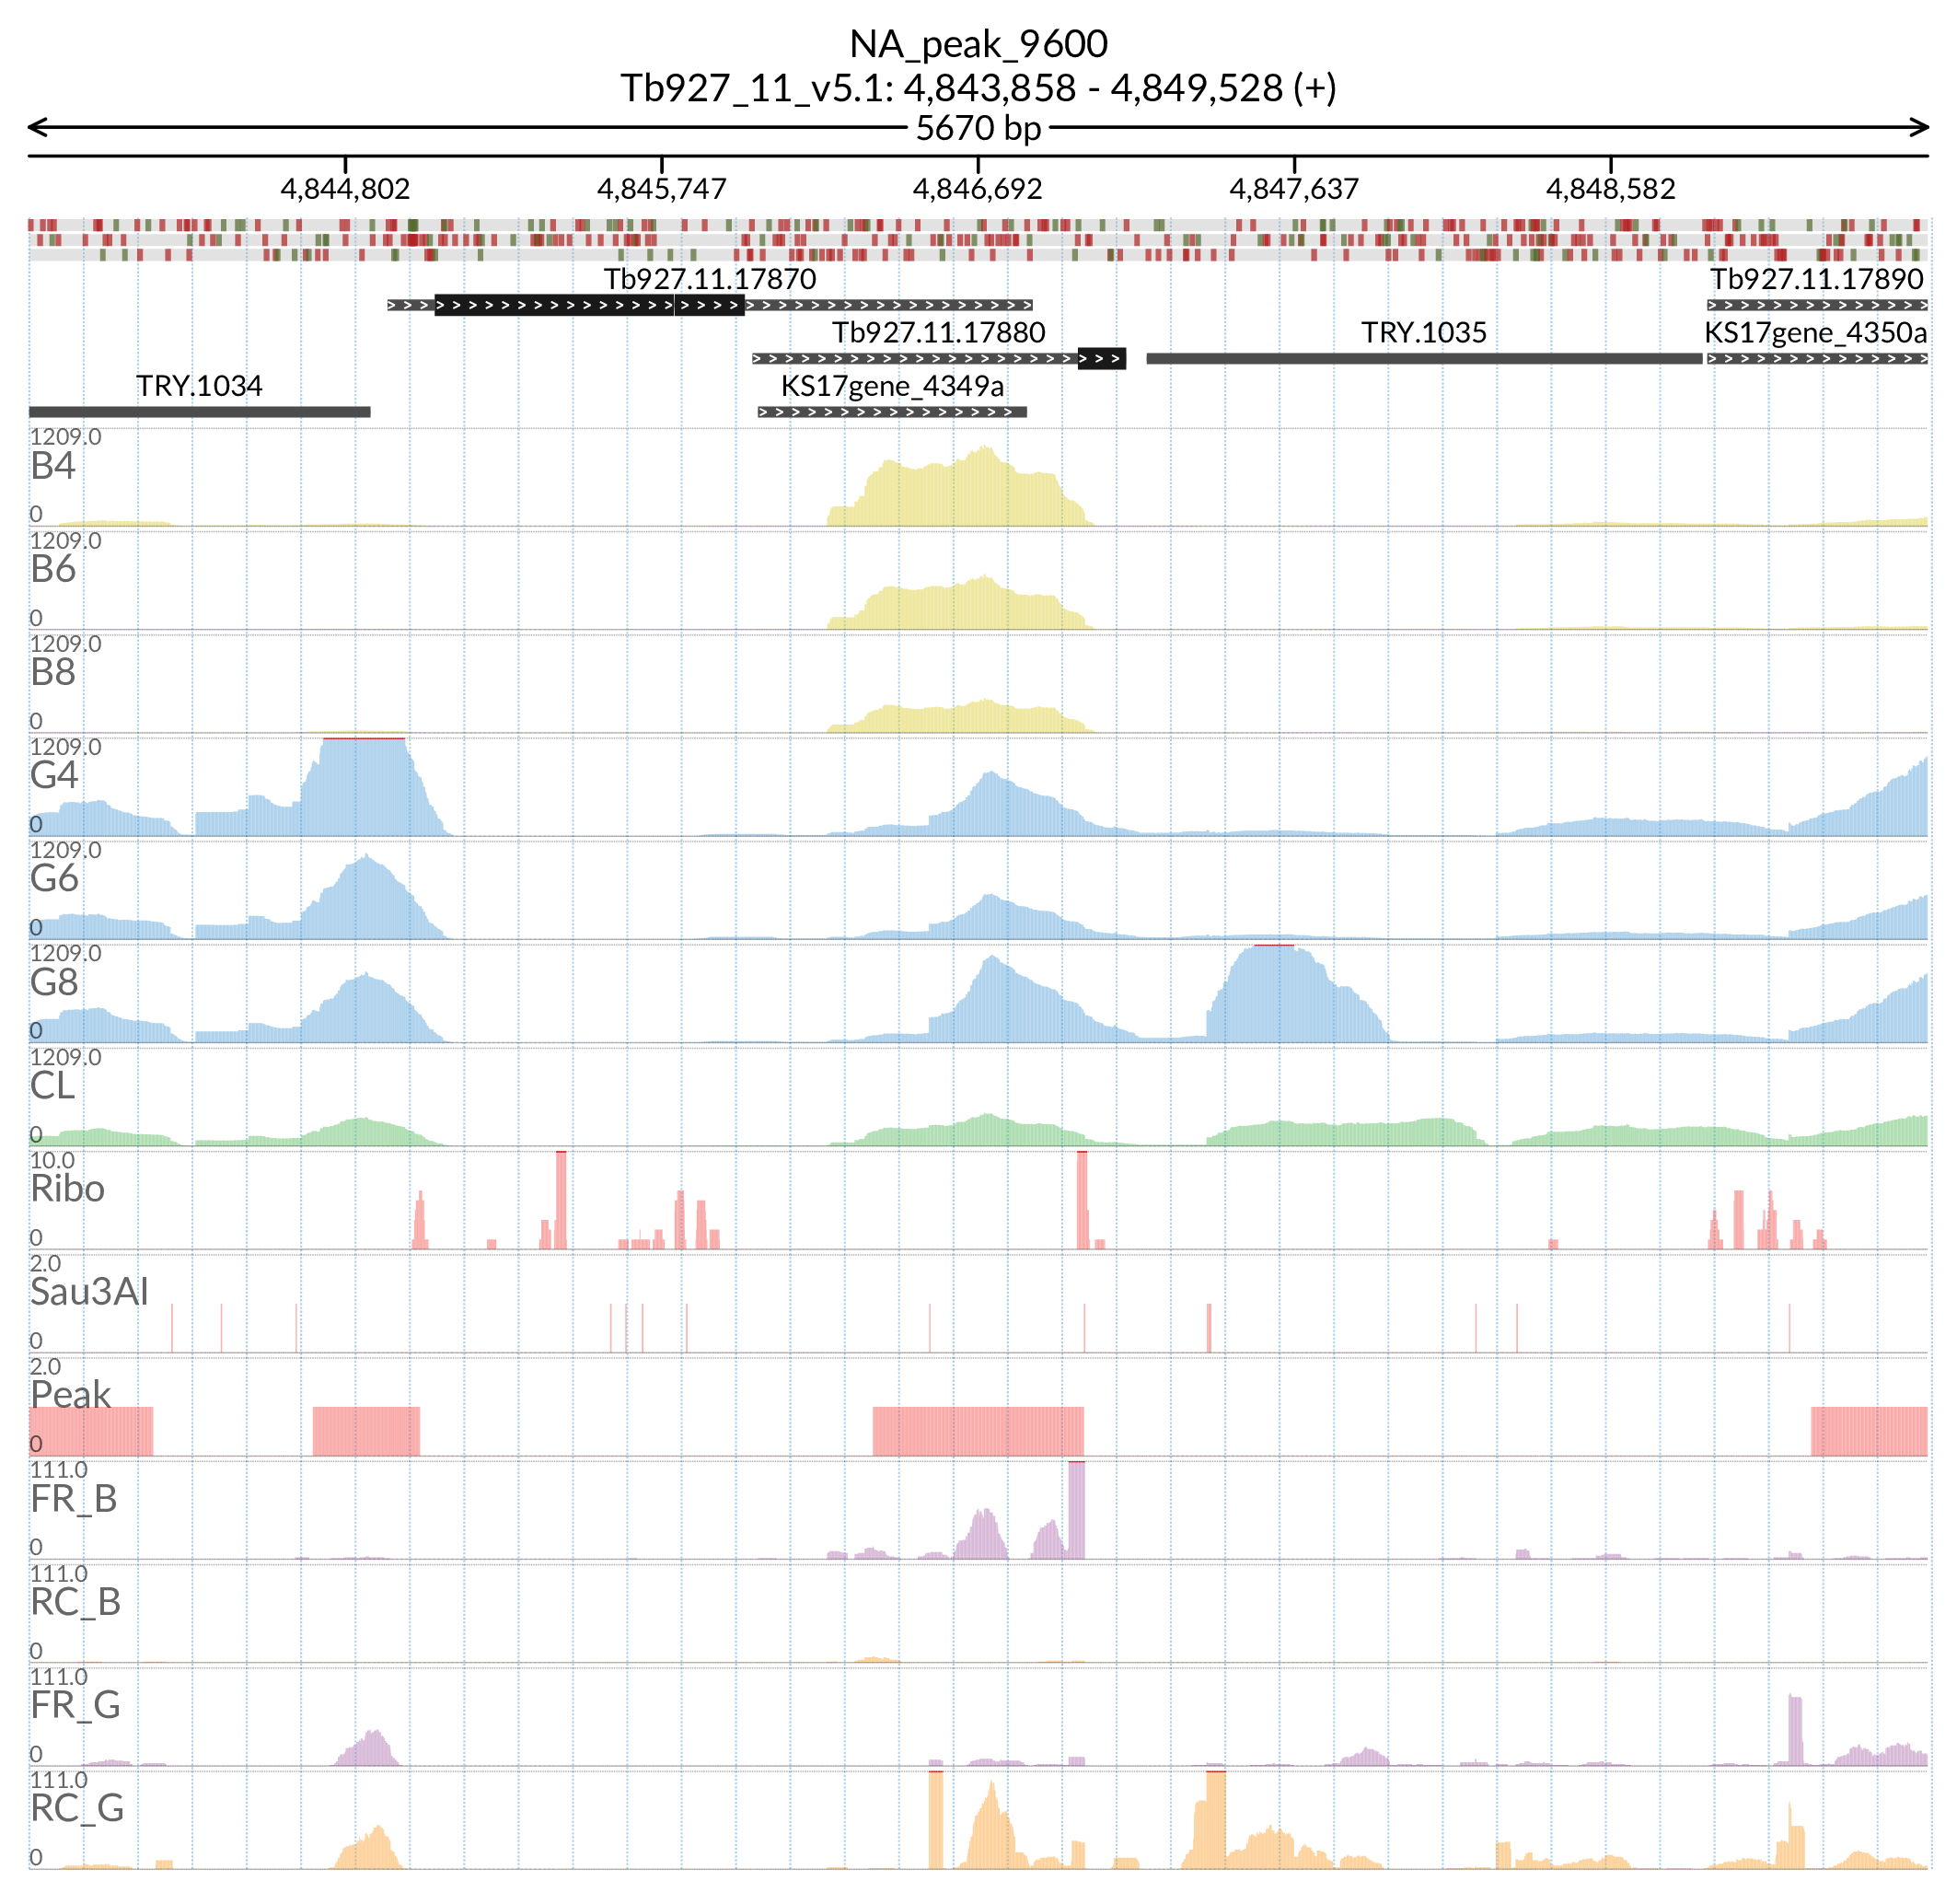 NA_peak_9600
Tb927_11_v5.1: 4,843,858 - 4,849,528 (+)
5670 bp
4,844,802 4,845,747 4,846,692 4,847,637 4,848,582
Tb927.11.17870 Tb927.11.17890
Tb927.11.17880 TRY.1035 KS17gene_4350a
TRY.1034 KS17gene_4349a
1209.0
B4
0
1209.0
B6
0
1209.0
B8
0
1209.0
G4
0
1209.0
G6
0
1209.0
G8
0
1209.0
CL
0
10.0
Ribo
0
2.0
Sau3AI
0
2.0
Peak
0
111.0
FR_B
0
111.0
RC_B
0
111.0
FR_G
0
111.0
RC_G
0